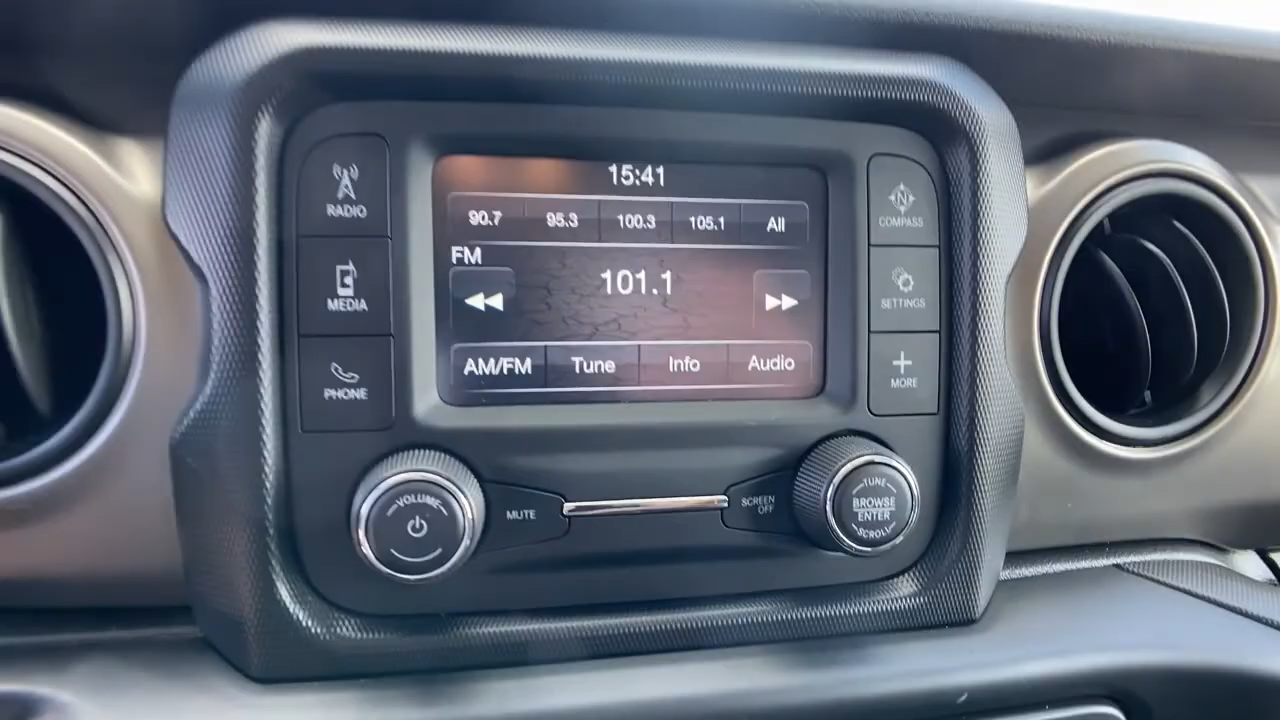 15:41
90.7 95.3 100.3 105.1 All
FM
101.1
AM/FM Tune Info Audio
RADIO
MEDIA
PHONE
N
COMPASS
SETTINGS
MORE
VOLUME
MUTE
SCREEN
OFF
TUNE
BROWSE
ENTER
SCROLL